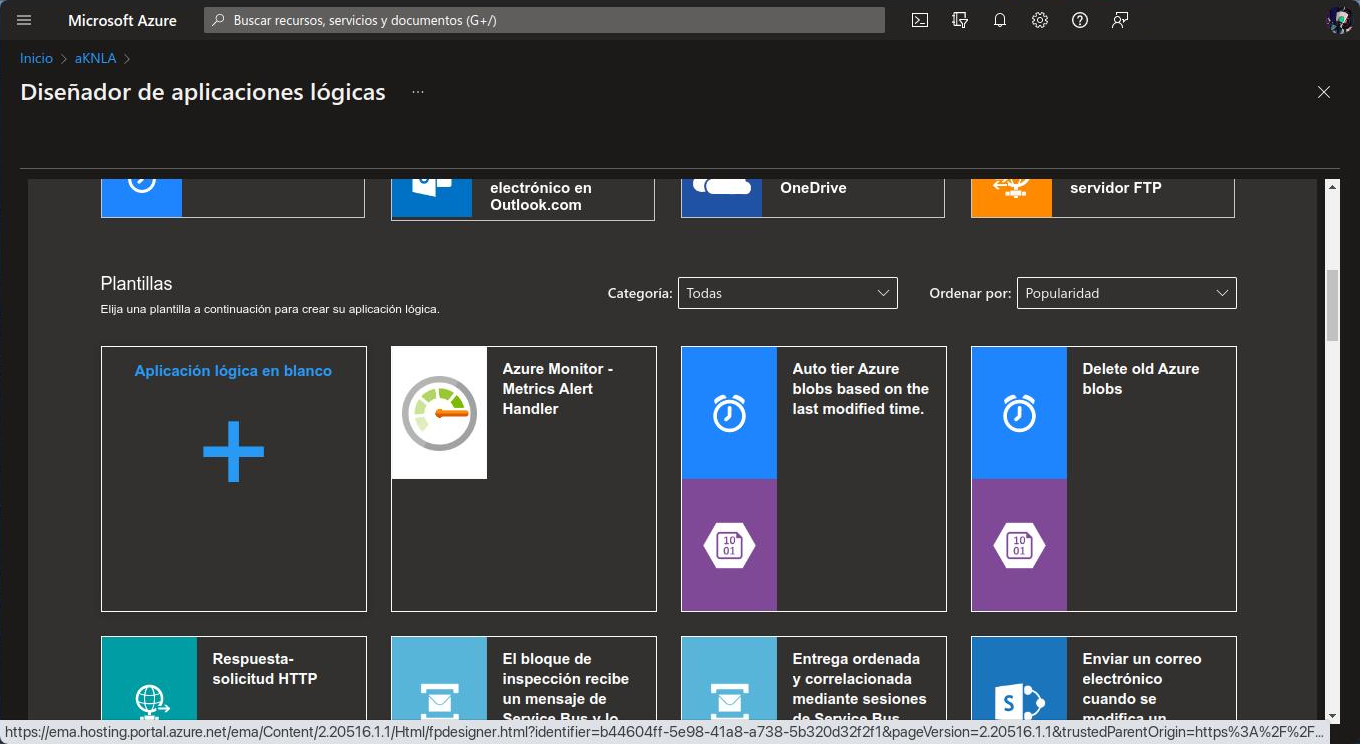 Microsoft Azure
Buscar recursos, servicios y documentos (G+/)
Inicio > aKNLA >
Diseñador de aplicaciones lógicas ...
electrónico en
Outlook.com
OneDrive
servidor FTP
Plantillas
Elija una plantilla a continuación para crear su aplicación lógica.
Categoría: Todas
Ordenar por: Popularidad
Aplicación lógica en blanco
Azure Monitor -
Metrics Alert
Handler
Auto tier Azure
blobs based on the
last modified time.
10
01
Delete old Azure
blobs
10
01
Respuesta-
solicitud HTTP
El bloque de
inspección recibe
un mensaje de
Service Bus y lo
Entrega ordenada
y correlacionada
mediante sesiones
de Service Bus
S
Enviar un correo
electrónico
cuando se
modifica un
https://ema.hosting.portal.azure.net/ema/Content/2.20516.1.1/Html/fpdesigner.html?identifier=b44604ff-5e98-41a8-a738-5b320d32f2f1&pageVersion=2.20516.1.1&trustedParentOrigin=https%3A%2F%2F...